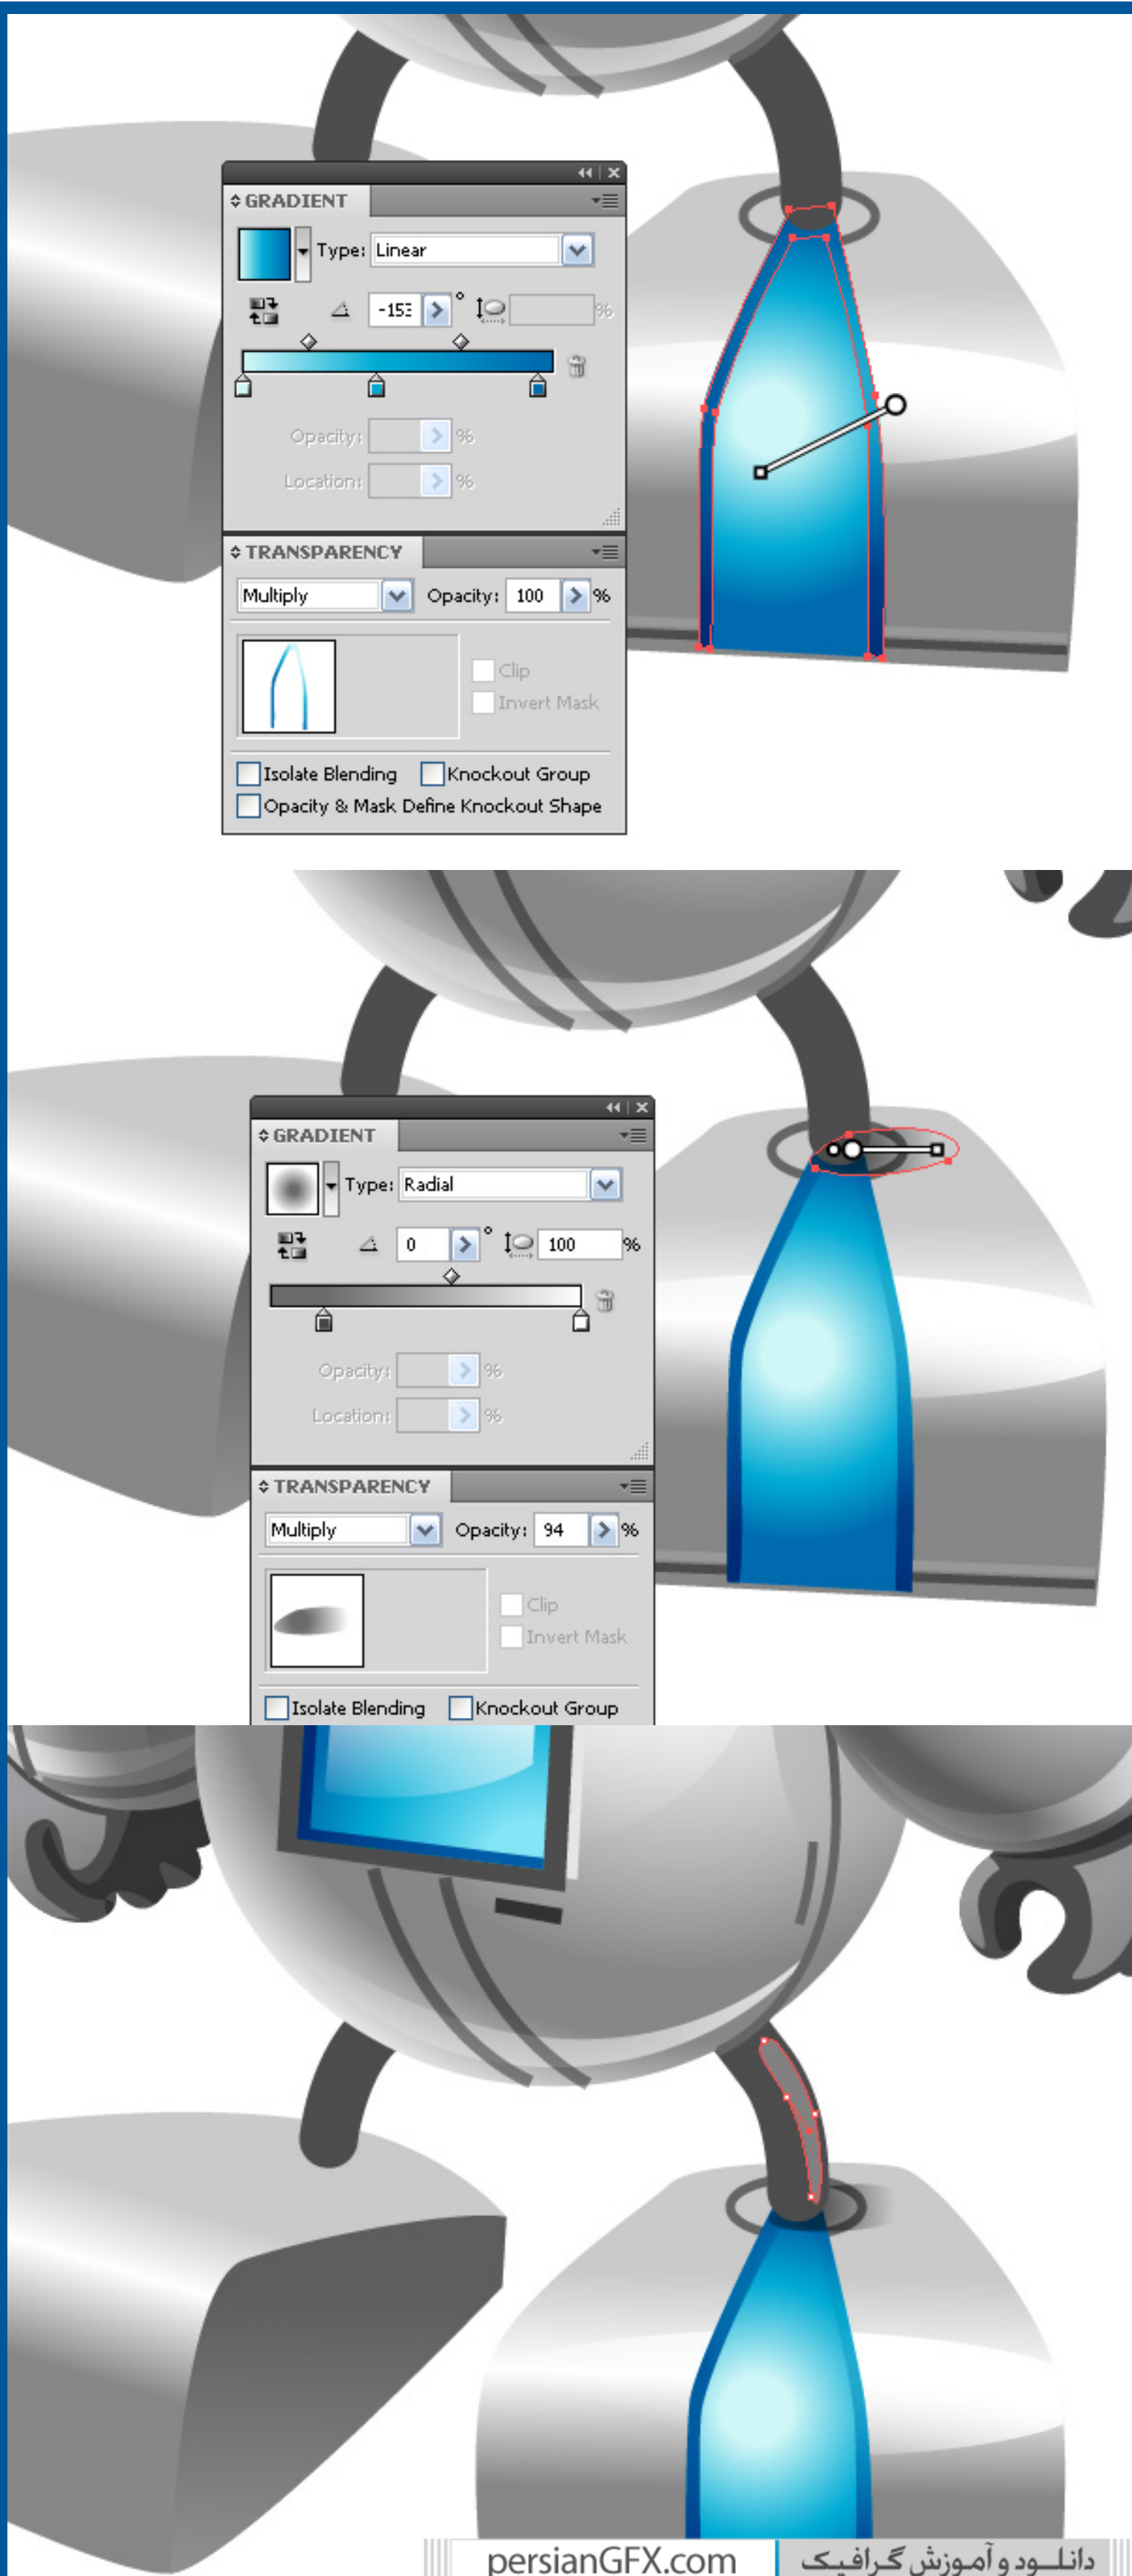 GRADIENT
Type: Linear
-153 ° %
Opacity: %
Location: %
TRANSPARENCY
Multiply Opacity: 100 %
Clip
Invert Mask
Isolate Blending Knockout Group
Opacity & Mask Define Knockout Shape
GRADIENT
Type: Radial
0 ° 100 %
Opacity: %
Location: %
TRANSPARENCY
Multiply Opacity: 94 %
Clip
Invert Mask
Isolate Blending Knockout Group
persianGFX.com دانلود و آموزش گرافیک